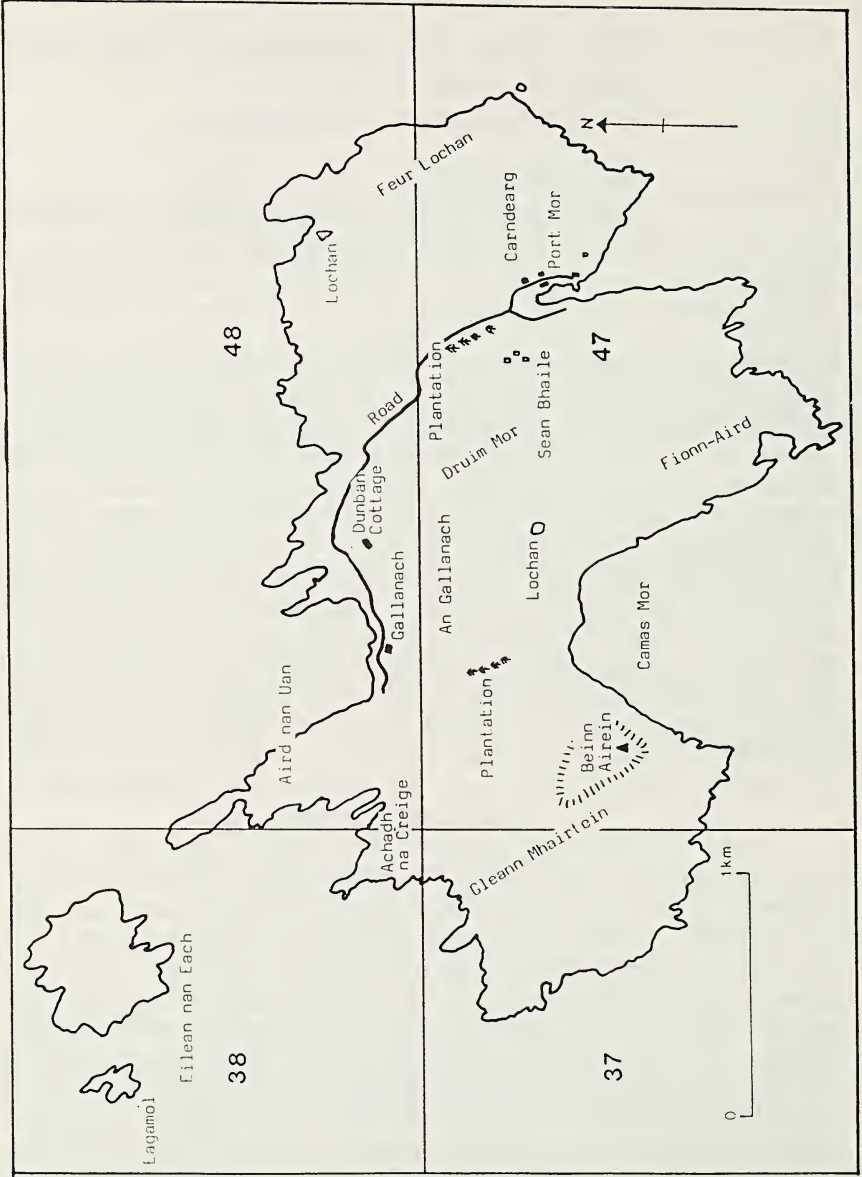 Lagamol
Eilean nan Each
38
48
Aird nan Uan
Achadh
na Creige
Gallanach
Dunban
Cottage
Road
Lochan
Feur Lochan
Plantation
An Gallanach
Druim Mor
Carndearg
Port Mor
Sean Bhaile
Plantation
Lochan
Beinn
Airein
Gleann Mhairtein
Camas Mor
Fionn-Aird
37
47
N
0
1km